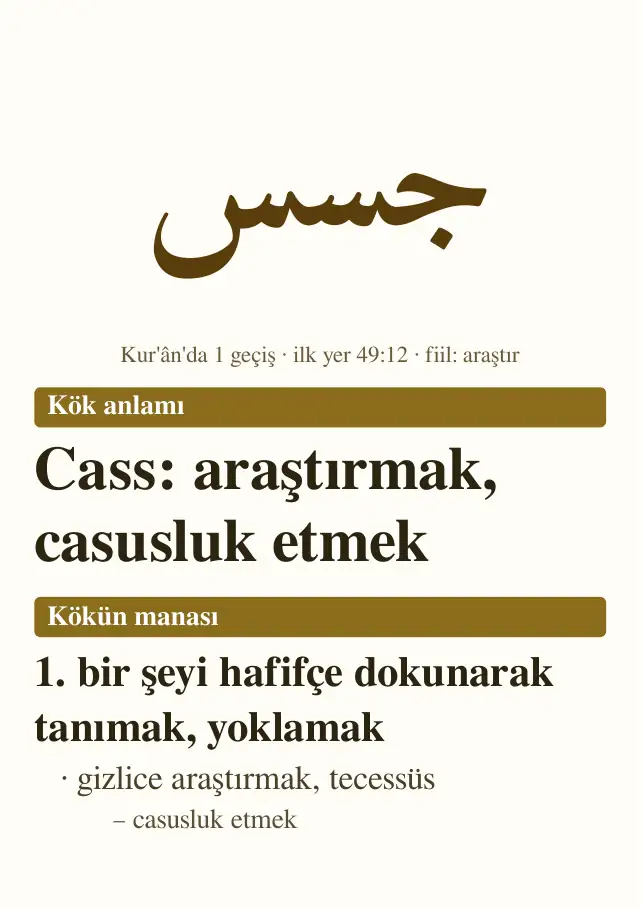 جسس
Kur'ân'da 1 geçiş · ilk yer 49:12 · fiil: araştır
Kök anlamı
Cass: araştırmak,
casusluk etmek
Kökün manası
1. bir şeyi hafifçe dokunarak
tanımak, yoklamak
· gizlice araştırmak, tecessüs
– casusluk etmek